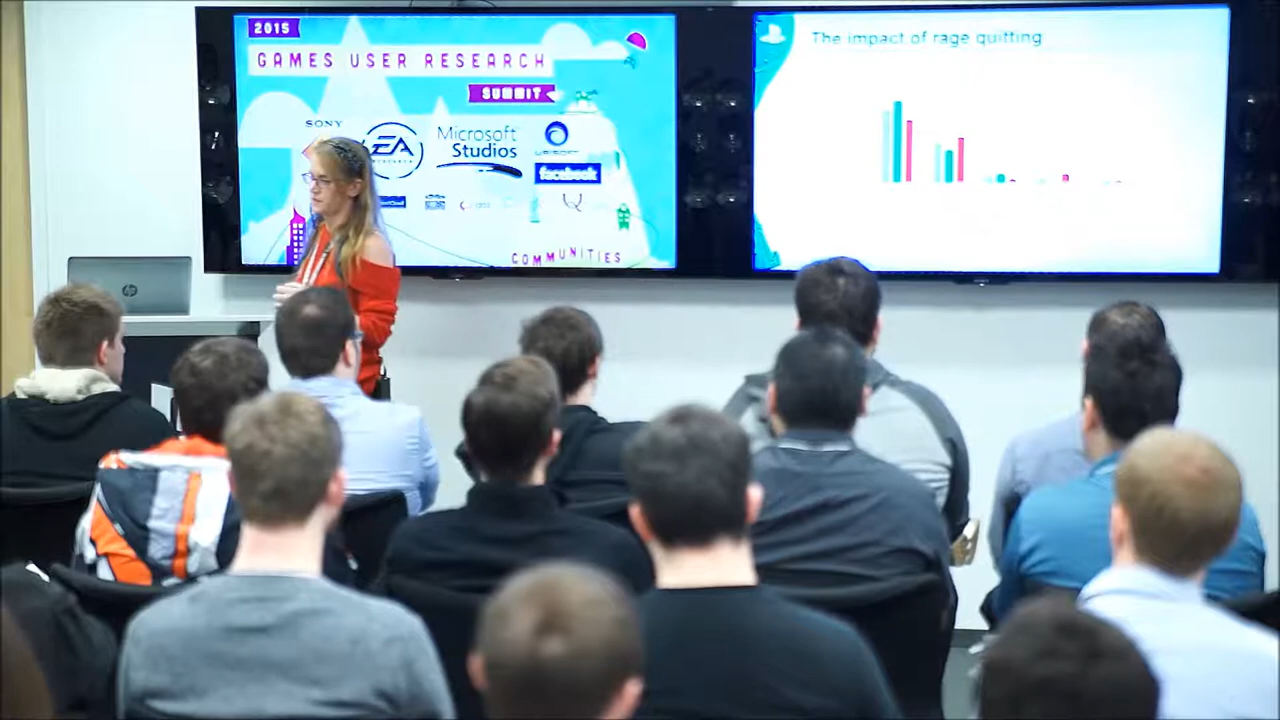 2015
GAMES USER RESEARCH
SUMMIT
SONY
EA
Microsoft
Studios
UBISOFT
facebook
COMMUNITIES
The impact of rage quitting
hp